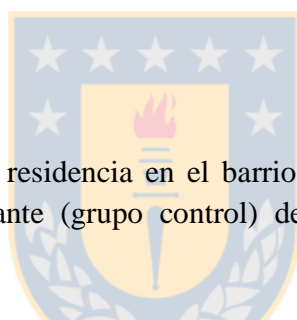 residencia en el barrio
ante (grupo control) de